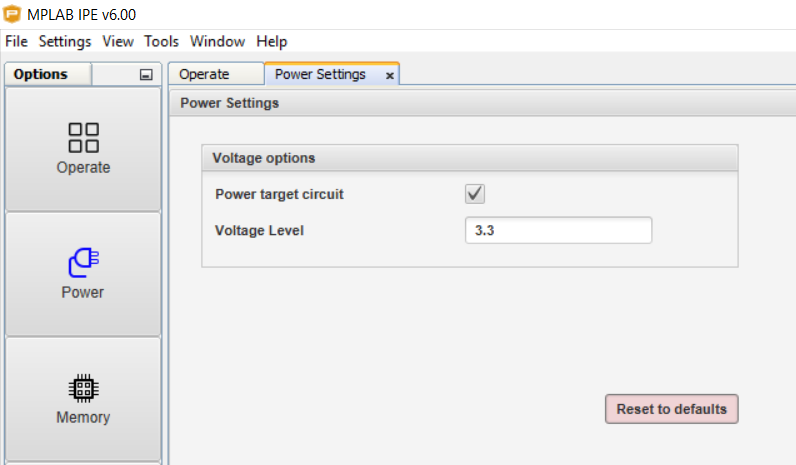 MPLAB IPE v6.00
File Settings View Tools Window Help
Options
Operate
Power Settings x
Power Settings
Operate
Voltage options
Power target circuit
Voltage Level 3.3
Power
Memory
Reset to defaults